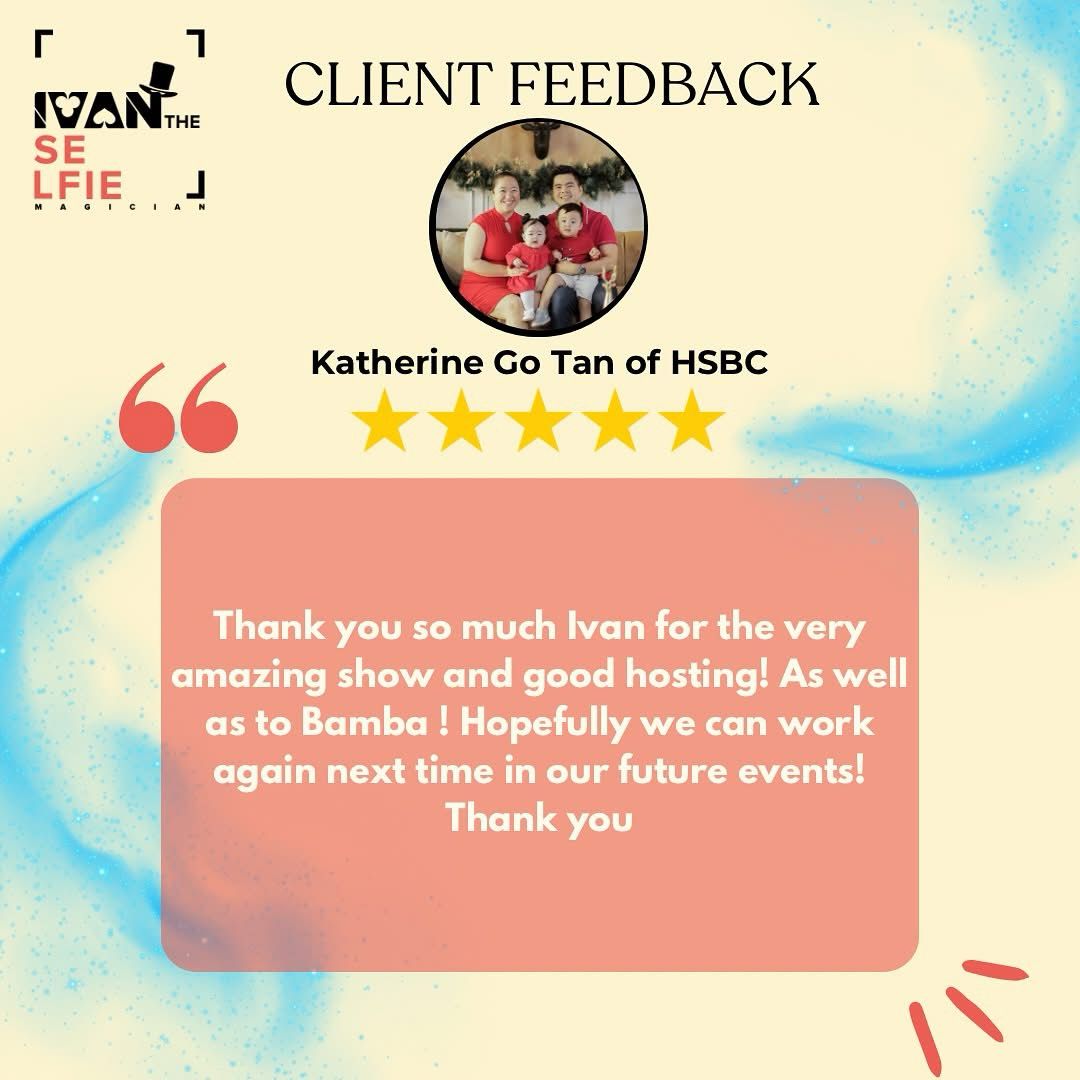 IVAN THE
SE
LFIE
MAGICIAN
CLIENT FEEDBACK
Katherine Go Tan of HSBC
Thank you so much Ivan for the very
amazing show and good hosting! As well
as to Bamba ! Hopefully we can work
again next time in our future events!
Thank you